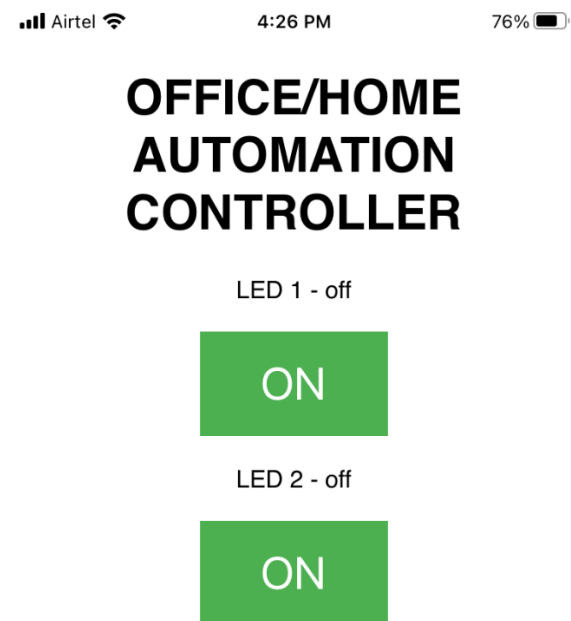 Airtel 4:26 PM 76%
OFFICE/HOME
AUTOMATION
CONTROLLER
LED 1 - off
ON
LED 2 - off
ON